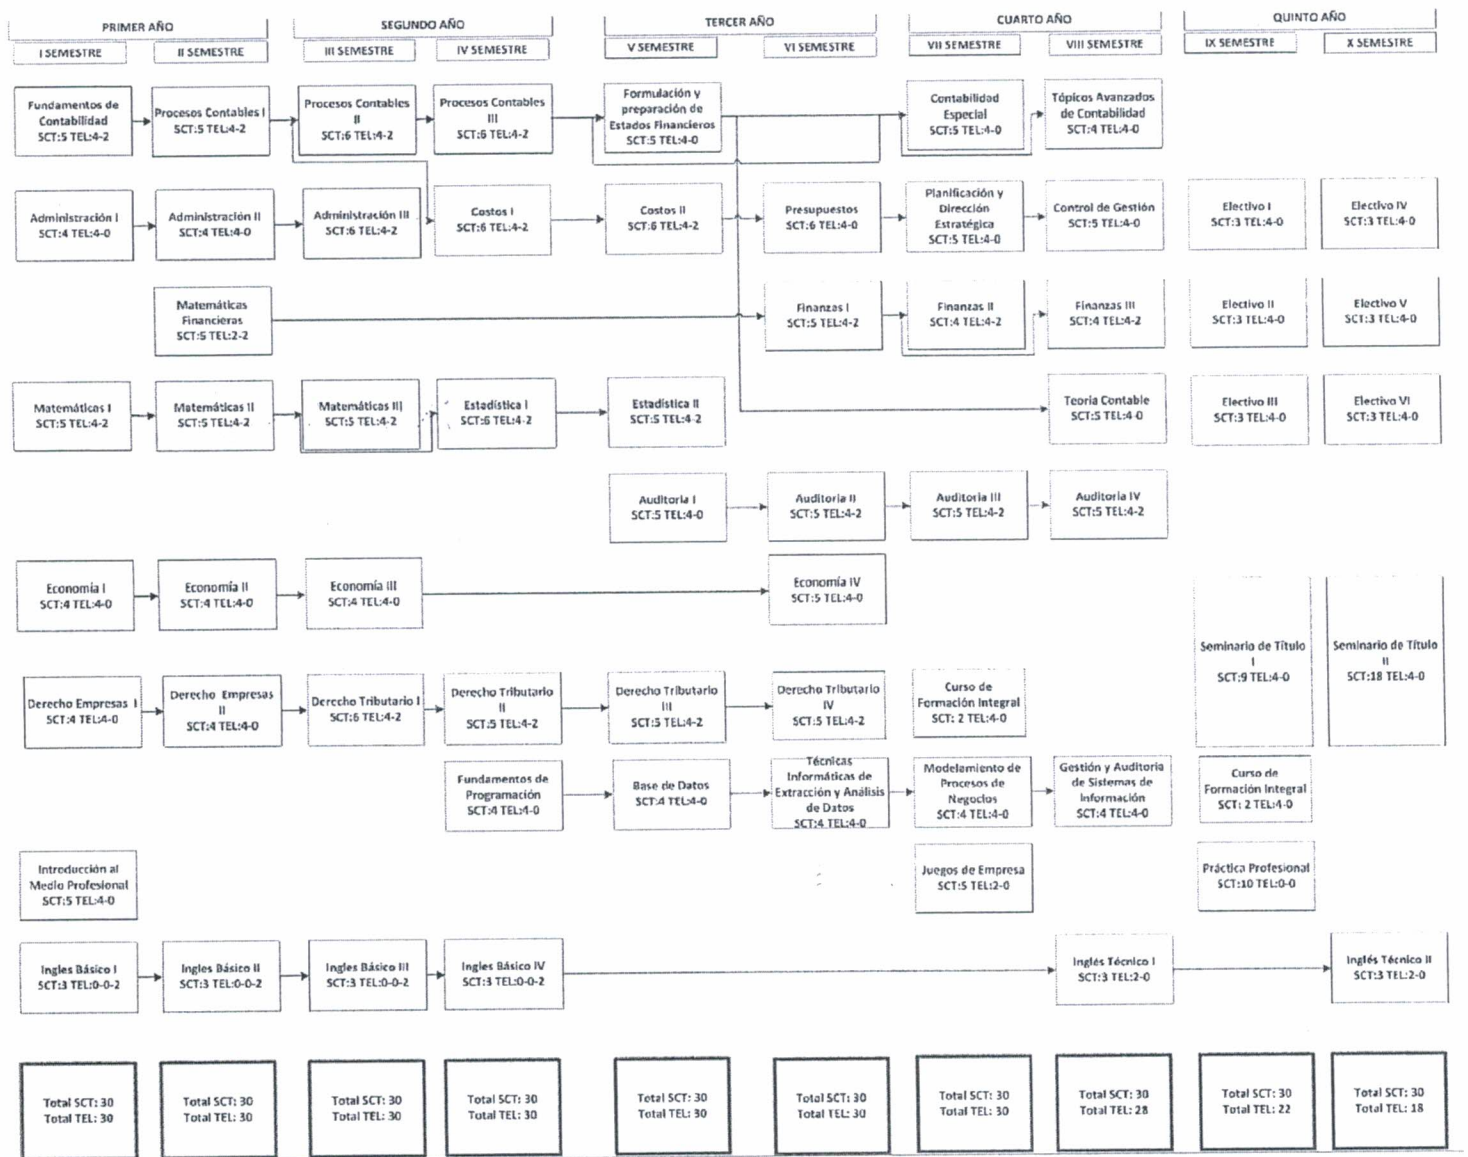 PRIMER AÑO
SEGUNDO AÑO
TERCER AÑO
CUARTO AÑO
QUINTO AÑO
I SEMESTRE
II SEMESTRE
III SEMESTRE
IV SEMESTRE
V SEMESTRE
VI SEMESTRE
VII SEMESTRE
VIII SEMESTRE
IX SEMESTRE
X SEMESTRE
Fundamentos de
Contabilidad
SCT:5 TEL:4-2
Procesos Contables I
SCT:5 TEL:4-2
Procesos Contables
II
SCT:6 TEL:4-2
Procesos Contables
III
SCT:6 TEL:4-2
Formulación y
preparación de
Estados Financieros
SCT:5 TEL:4-0
Contabilidad
Especial
SCT:5 TEL:4-0
Tópicos Avanzados
de Contabilidad
SCT:4 TEL:4-0
Administración I
SCT:4 TEL:4-0
Administración II
SCT:4 TEL:4-0
Administración III
SCT:6 TEL:4-2
Costos I
SCT:6 TEL:4-2
Costos II
SCT:6 TEL:4-2
Presupuestos
SCT:6 TEL:4-0
Planificación y
Dirección
Estratégica
SCT:5 TEL:4-0
Control de Gestión
SCT:5 TEL:4-0
Electivo I
SCT:3 TEL:4-0
Electivo IV
SCT:3 TEL:4-0
Matemáticas
Financieras
SCT:5 TEL:2-2
Finanzas I
SCT:5 TEL:4-2
Finanzas II
SCT:4 TEL:4-2
Finanzas III
SCT:4 TEL:4-2
Electivo II
SCT:3 TEL:4-0
Electivo V
SCT:3 TEL:4-0
Matemáticas I
SCT:5 TEL:4-2
Matemáticas II
SCT:5 TEL:4-2
Matemáticas III
SCT:5 TEL:4-2
Estadística I
SCT:6 TEL:4-2
Estadística II
SCT:5 TEL:4-2
Teoría Contable
SCT:5 TEL:4-0
Electivo III
SCT:3 TEL:4-0
Electivo VI
SCT:3 TEL:4-0
Auditoria I
SCT:5 TEL:4-0
Auditoria II
SCT:5 TEL:4-2
Auditoria III
SCT:5 TEL:4-2
Auditoria IV
SCT:5 TEL:4-2
Economía I
SCT:4 TEL:4-0
Economía II
SCT:4 TEL:4-0
Economía III
SCT:4 TEL:4-0
Economía IV
SCT:5 TEL:4-0
Seminario de Título
I
SCT:9 TEL:4-0
Seminario de Título
II
SCT:18 TEL:4-0
Derecho Empresas I
SCT:4 TEL:4-0
Derecho Empresas
II
SCT:4 TEL:4-0
Derecho Tributario I
SCT:6 TEL:4-2
Derecho Tributario
II
SCT:5 TEL:4-2
Derecho Tributario
III
SCT:5 TEL:4-2
Derecho Tributario
IV
SCT:5 TEL:4-2
Curso de
Formación Integral
SCT: 2 TEL:4-0
Fundamentos de
Programación
SCT:4 TEL:4-0
Base de Datos
SCT:4 TEL:4-0
Técnicas
Informáticas de
Extracción y Análisis
de Datos
SCT:4 TEL:4-0
Modelamiento de
Procesos de
Negocios
SCT:4 TEL:4-0
Gestión y Auditoria
de Sistemas de
Información
SCT:4 TEL:4-0
Curso de
Formación Integral
SCT: 2 TEL:4-0
Introducción al
Medio Profesional
SCT:5 TEL:4-0
Juegos de Empresa
SCT:5 TEL:2-0
Práctica Profesional
SCT:10 TEL:0-0
Ingles Básico I
SCT:3 TEL:0-0-2
Ingles Básico II
SCT:3 TEL:0-0-2
Ingles Básico III
SCT:3 TEL:0-0-2
Ingles Básico IV
SCT:3 TEL:0-0-2
Inglés Técnico I
SCT:3 TEL:2-0
Inglés Técnico II
SCT:3 TEL:2-0
Total SCT: 30
Total TEL: 30
Total SCT: 30
Total TEL: 30
Total SCT: 30
Total TEL: 30
Total SCT: 30
Total TEL: 30
Total SCT: 30
Total TEL: 30
Total SCT: 30
Total TEL: 30
Total SCT: 30
Total TEL: 30
Total SCT: 30
Total TEL: 28
Total SCT: 30
Total TEL: 22
Total SCT: 30
Total TEL: 18